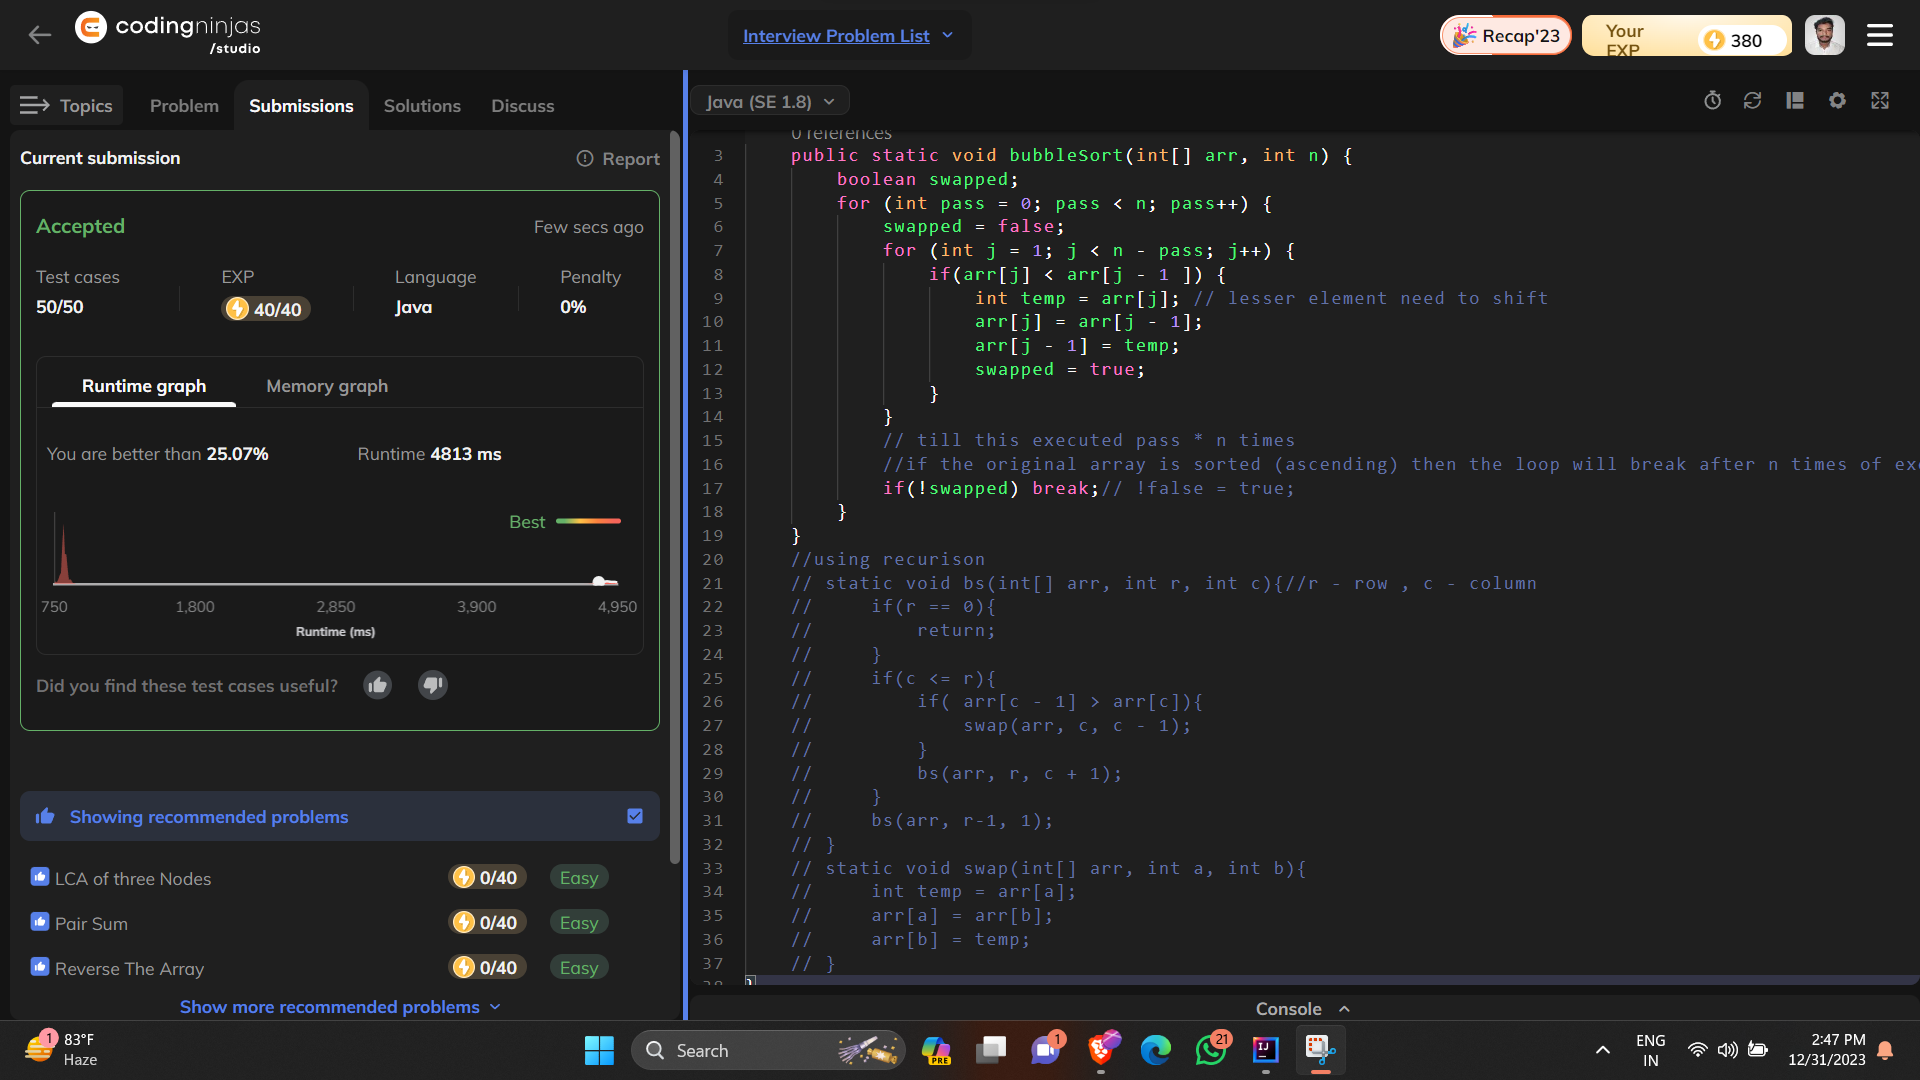 codingninjas
/studio
Interview Problem List
Recap'23
Your
EXP
380
Topics
Problem
Submissions
Solutions
Discuss
Current submission
Report
Accepted
Few secs ago
Test cases
EXP
Language
Penalty
50/50
40/40
Java
0%
Runtime graph
Memory graph
You are better than 25.07%
Runtime 4813 ms
Best
750
1,800
2,850
3,900
4,950
Runtime (ms)
Did you find these test cases useful?
Showing recommended problems
LCA of three Nodes
0/40
Easy
Pair Sum
0/40
Easy
Reverse The Array
0/40
Easy
Show more recommended problems
Java (SE 1.8)
0 references
3 public static void bubbleSort(int[] arr, int n) {
4 boolean swapped;
5 for (int pass = 0; pass < n; pass++) {
6 swapped = false;
7 for (int j = 1; j < n - pass; j++) {
8 if(arr[j] < arr[j - 1 ]) {
9 int temp = arr[j]; // lesser element need to shift
10 arr[j] = arr[j - 1];
11 arr[j - 1] = temp;
12 swapped = true;
13 }
14 }
15 // till this executed pass * n times
16 //if the original array is sorted (ascending) then the loop will break after n times of ex
17 if(!swapped) break;// !false = true;
18 }
19 }
20 //using recurison
21 // static void bs(int[] arr, int r, int c){//r - row , c - column
22 // if(r == 0){
23 // return;
24 // }
25 // if(c <= r){
26 // if( arr[c - 1] > arr[c]){
27 // swap(arr, c, c - 1);
28 // }
29 // bs(arr, r, c + 1);
30 // }
31 // bs(arr, r-1, 1);
32 // }
33 // static void swap(int[] arr, int a, int b){
34 // int temp = arr[a];
35 // arr[a] = arr[b];
36 // arr[b] = temp;
37 // }
38 }
Console
1
83°F
Haze
Search
PRE
1
21
IJ
ENG
IN
2:47 PM
12/31/2023